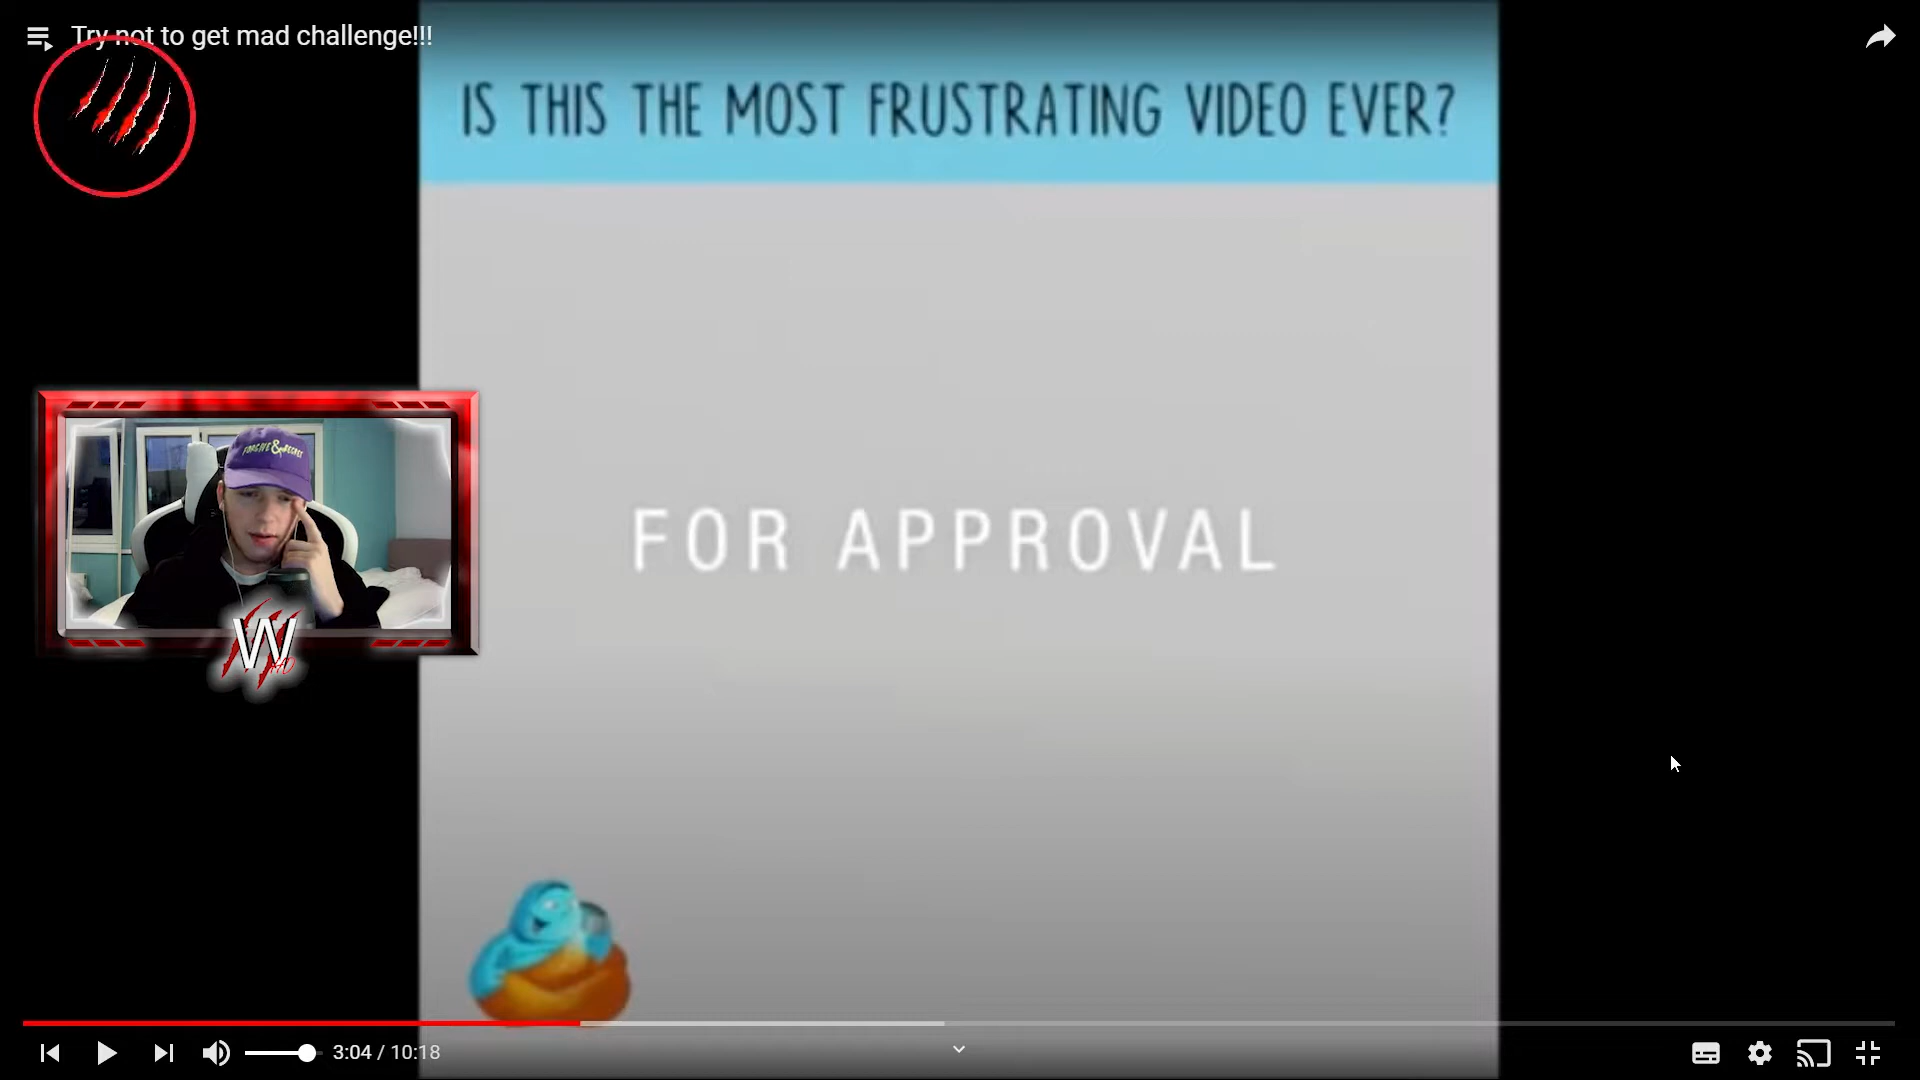 Try not to get mad challenge!!!
IS THIS THE MOST FRUSTRATING VIDEO EVER?
FOR APPROVAL
W
3:04 / 10:18